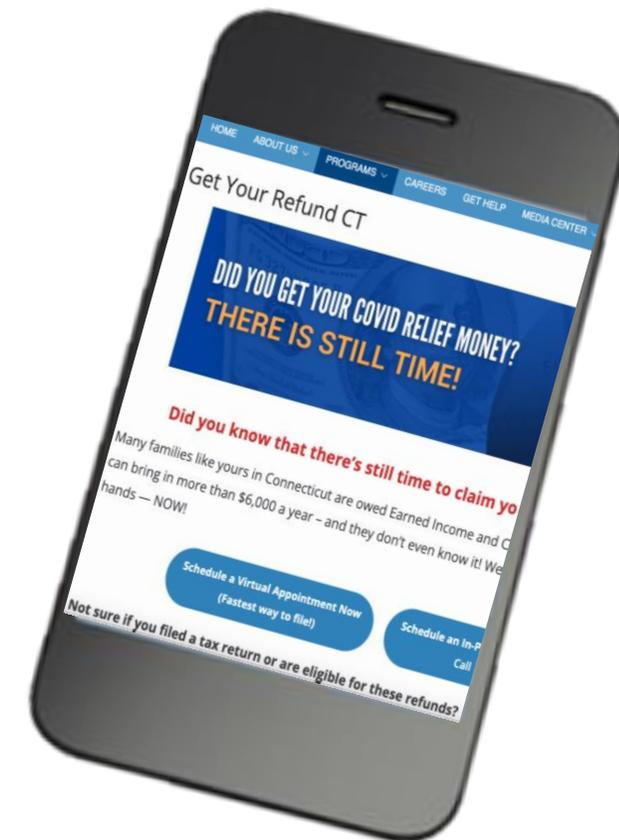 HOME ABOUT US PROGRAMS CAREERS GET HELP MEDIA CENTER
Get Your Refund CT
DID YOU GET YOUR COVID RELIEF MONEY?
THERE IS STILL TIME!
Did you know that there's still time to claim yo
Many families like yours in Connecticut are owed Earned Income and C
can bring in more than $6,000 a year – and they don't even know it! We
hands — NOW!
Schedule a Virtual Appointment Now
(Fastest way to file!)
Schedule an In-P
Call
Not sure if you filed a tax return or are eligible for these refunds?